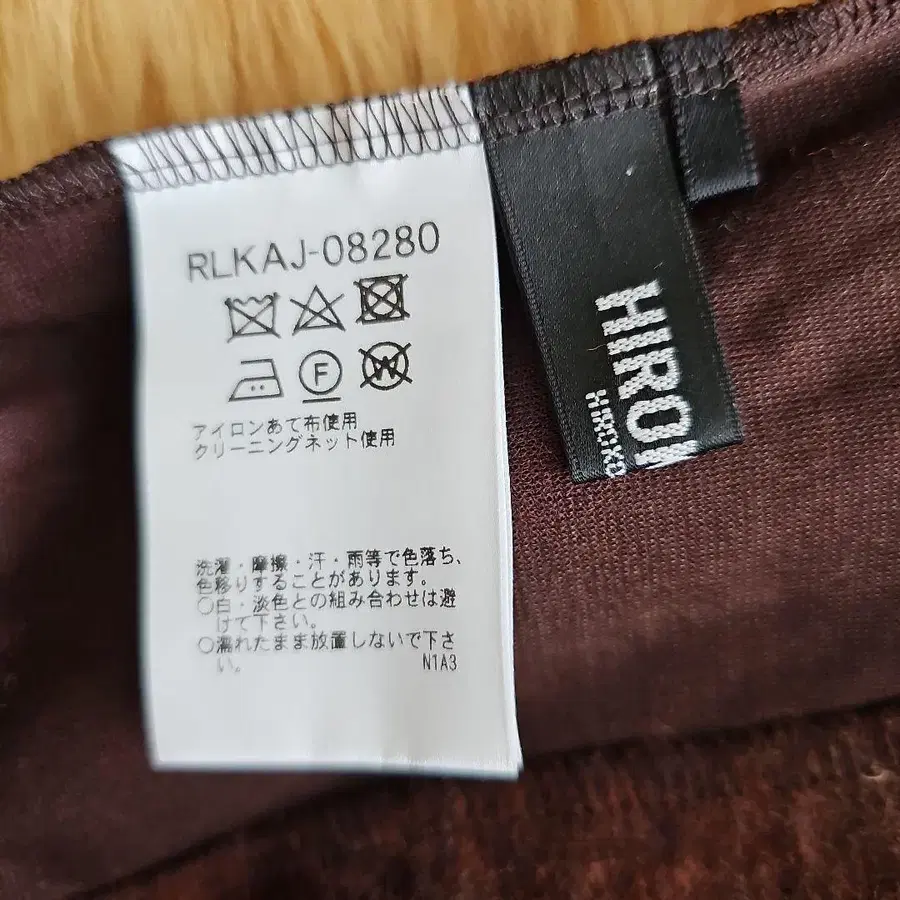 RLKAJ-08280
F W
アイロンあて布使用
クリーニングネット使用
洗濯・摩擦・汗・雨等で色落ち、
色移りすることがあります。
○白・淡色との組み合わせは避
けて下さい。
○濡れたまま放置しないで下さ
い。
N1A3
HIRO
HIROKO